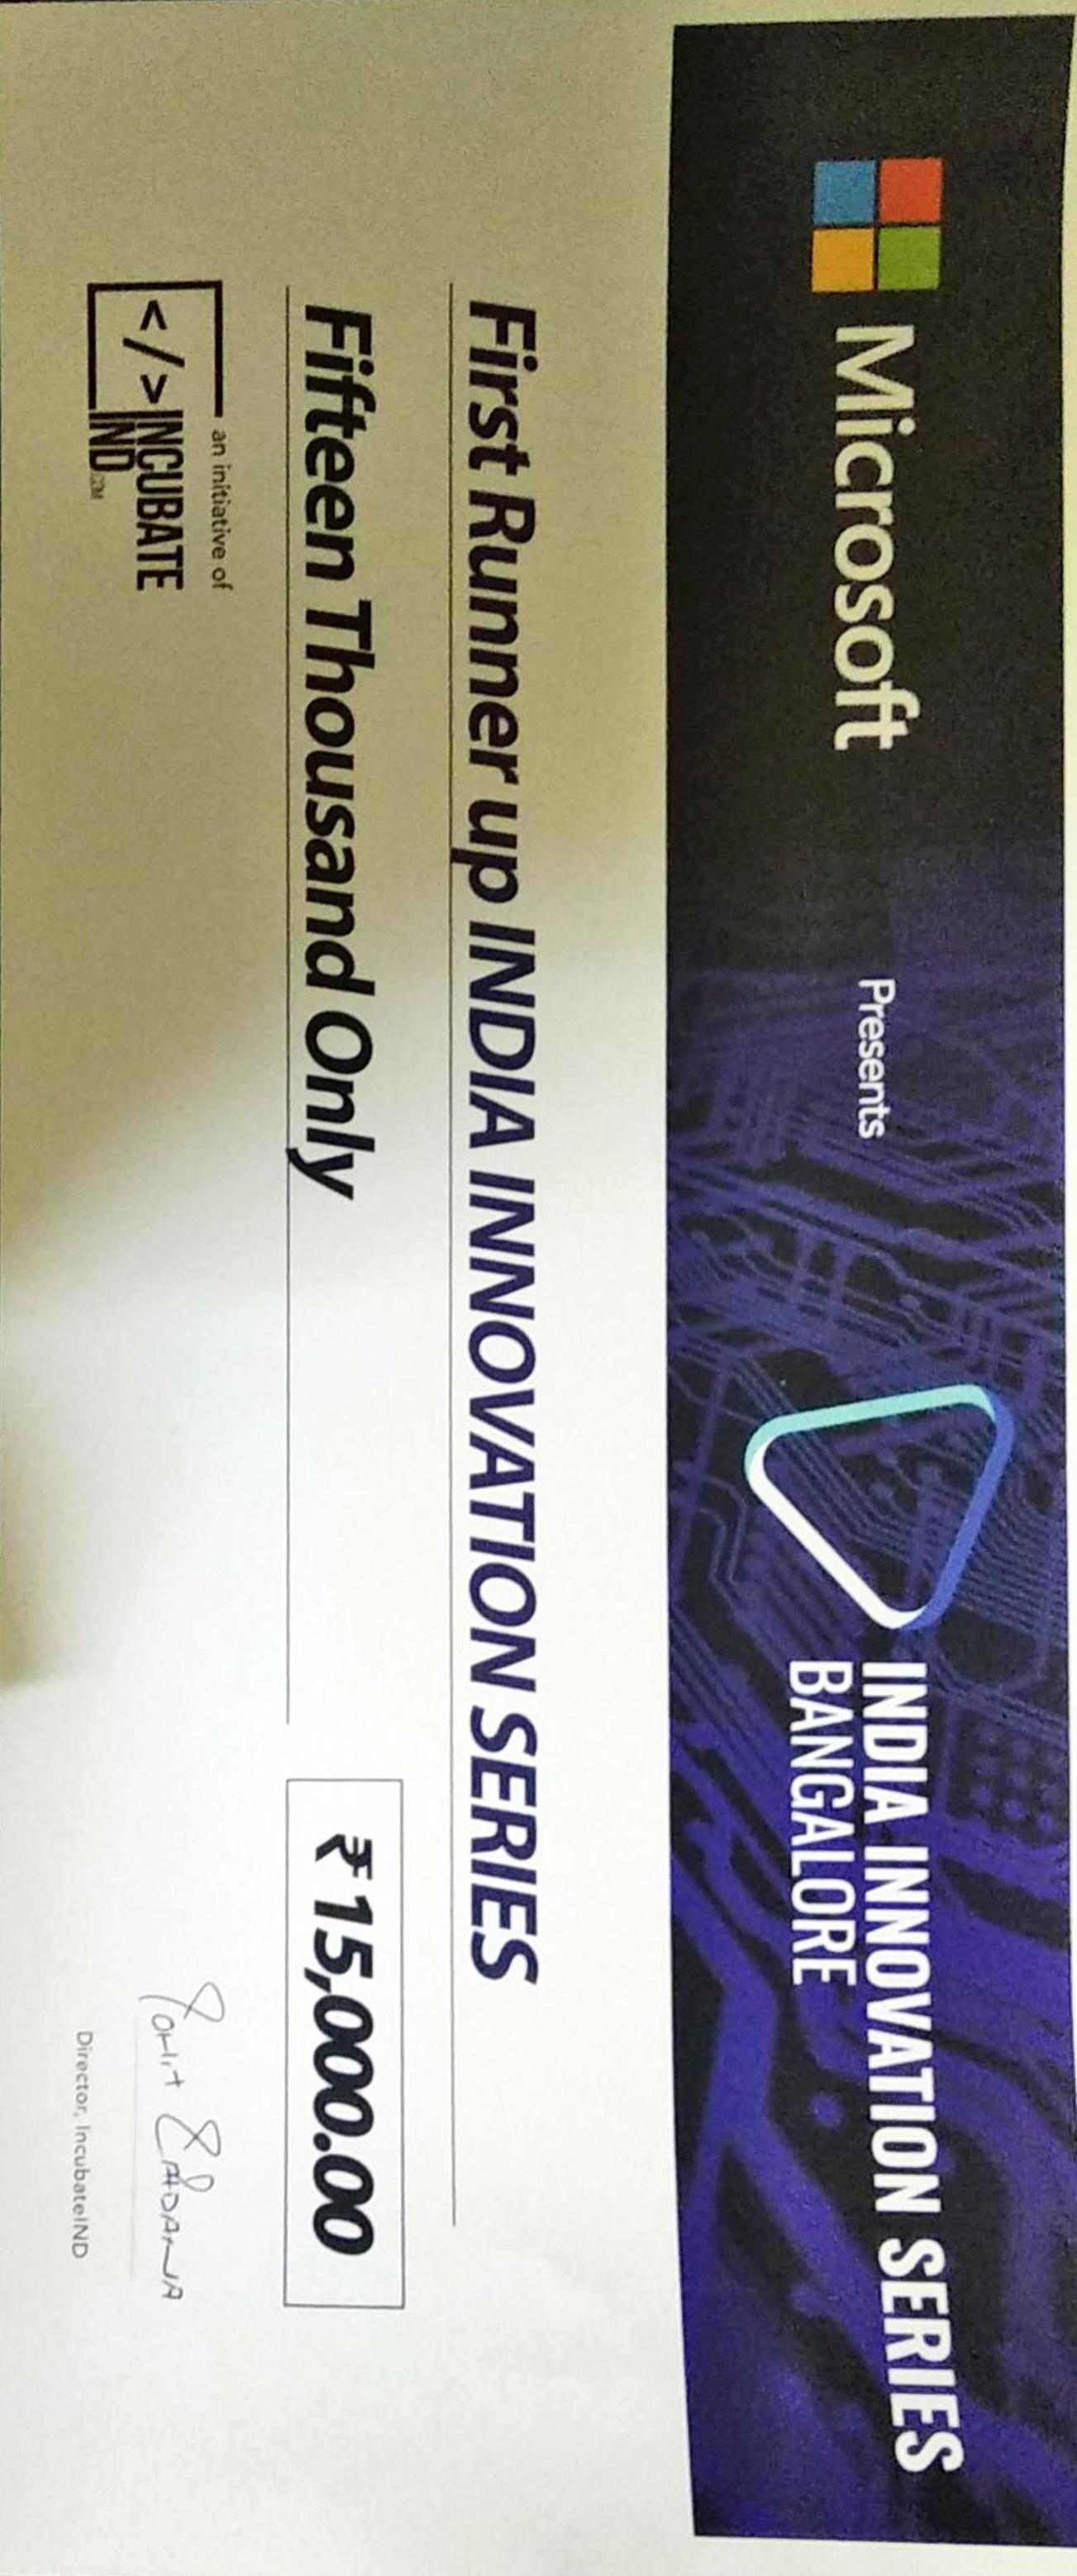 Microsoft
Presents
INDIA INNOVATION SERIES
BANGALORE
First Runner up INDIA INNOVATION SERIES
Fifteen Thousand Only
₹ 15,000.00
an initiative of
</>INCUBATE
IND.COM
ROHIT
Director, IncubateIND